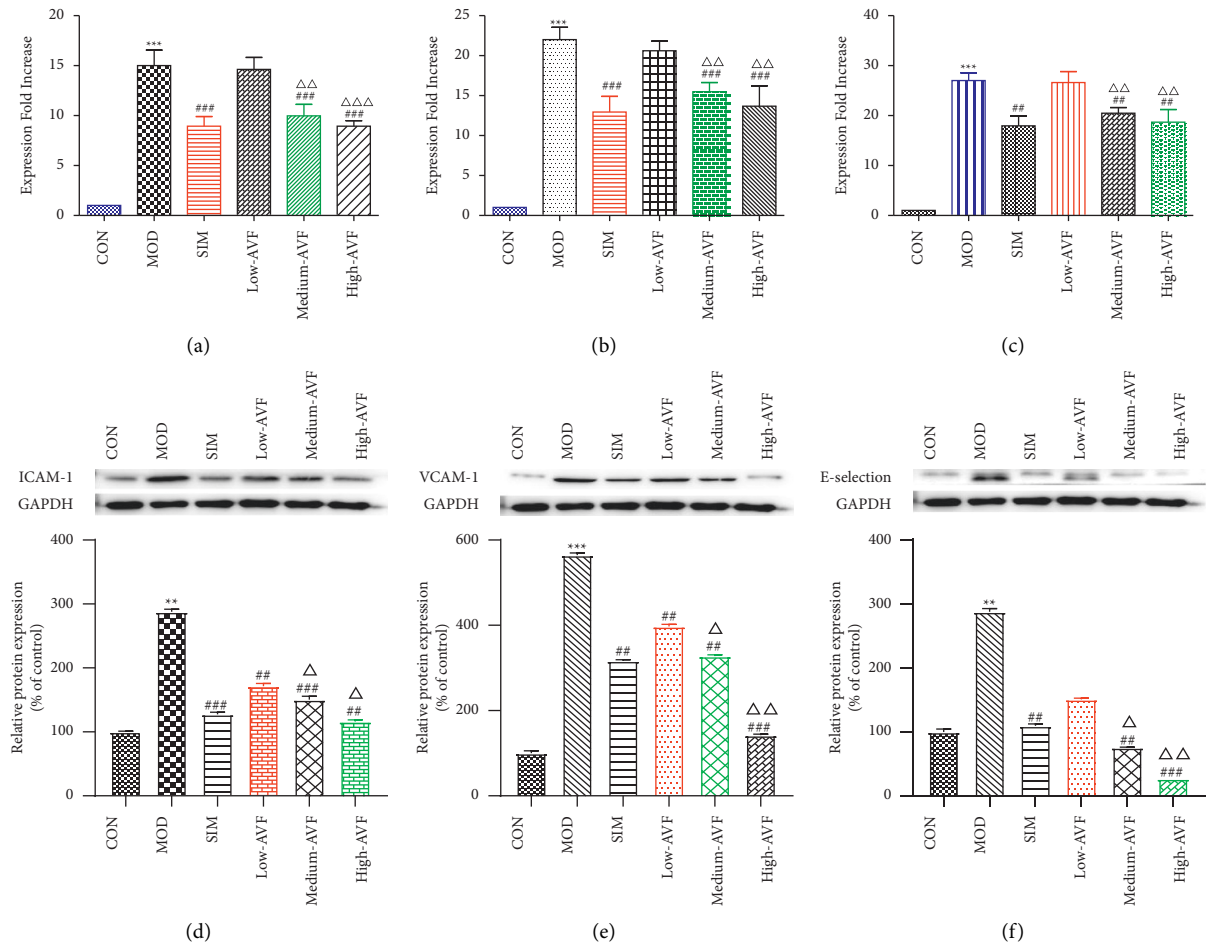 Expression Fold Increase
20
15
10
5
0
***
###
△△
###
△△△
###
CON
MOD
SIM
Low-AVF
Medium-AVF
High-AVF
(a)
Expression Fold Increase
25
20
15
10
5
0
***
###
△△
###
△△
###
CON
MOD
SIM
Low-AVF
Medium-AVF
High-AVF
(b)
Expression Fold Increase
40
30
20
10
0
***
##
△△
##
△△
##
CON
MOD
SIM
Low-AVF
Medium-AVF
High-AVF
(c)
CON
MOD
SIM
Low-AVF
Medium-AVF
High-AVF
ICAM-1
GAPDH
Relative protein expression
(% of control)
400
300
200
100
0
**
###
##
△
###
△
##
CON
MOD
SIM
Low-AVF
Medium-AVF
High-AVF
(d)
CON
MOD
SIM
Low-AVF
Medium-AVF
High-AVF
VCAM-1
GAPDH
Relative protein expression
(% of control)
600
400
200
0
***
##
##
△
##
△△
###
CON
MOD
SIM
Low-AVF
Medium-AVF
High-AVF
(e)
CON
MOD
SIM
Low-AVF
Medium-AVF
High-AVF
E-selection
GAPDH
Relative protein expression
(% of control)
400
300
200
100
0
**
##
△
##
△△
###
CON
MOD
SIM
Low-AVF
Medium-AVF
High-AVF
(f)